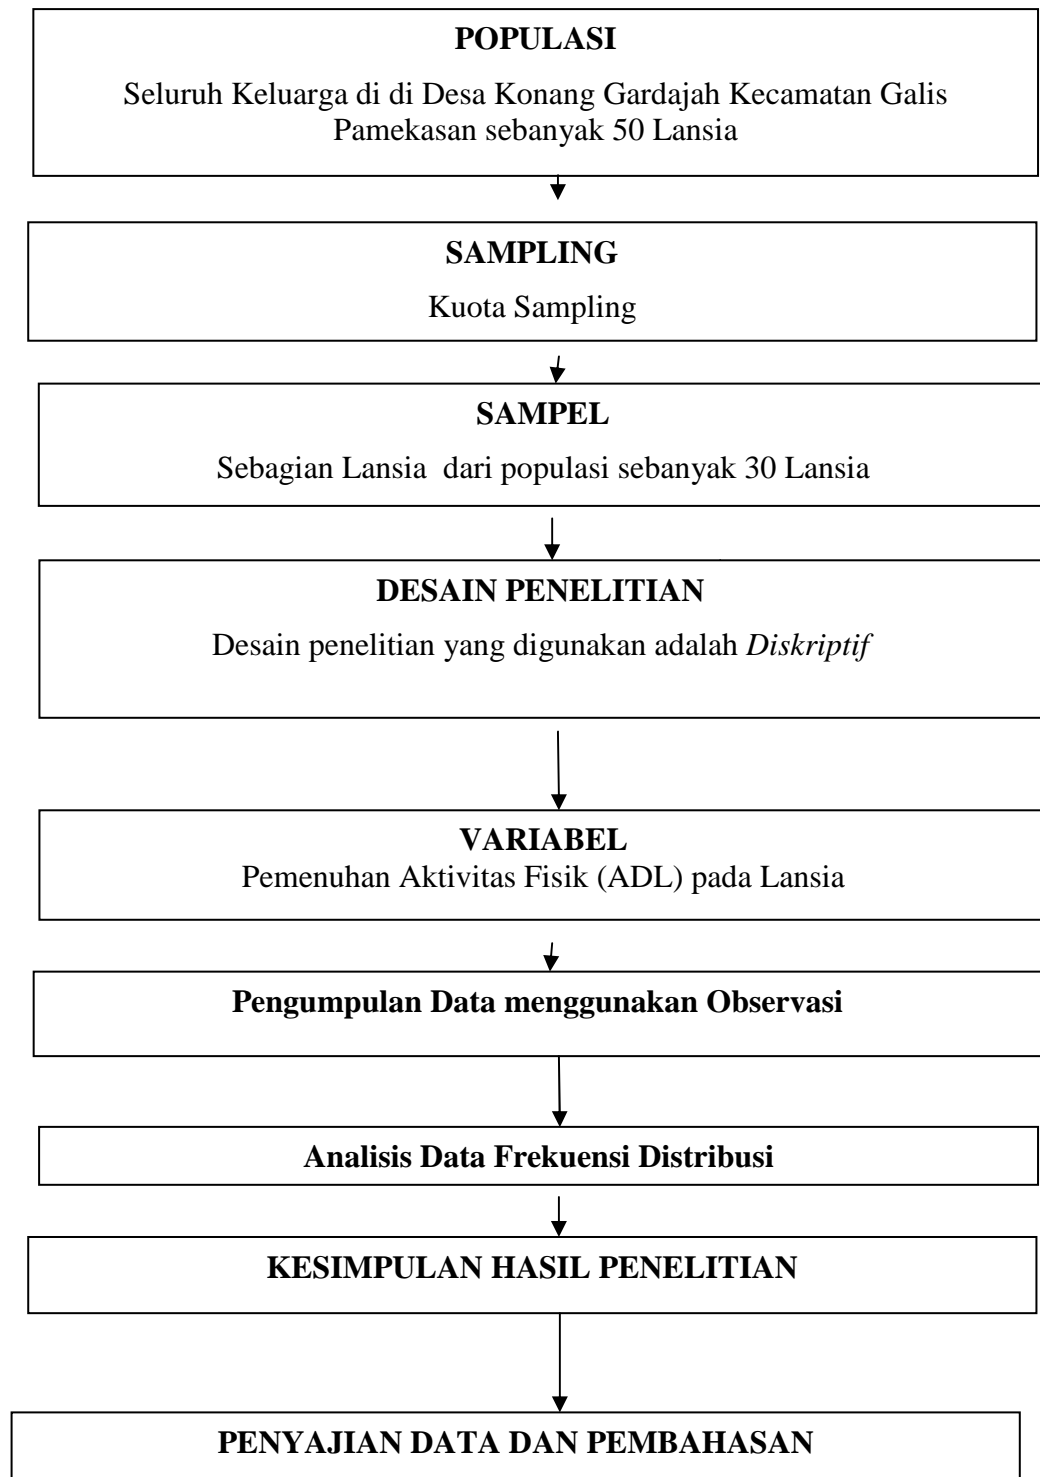 POPULASI
Seluruh Keluarga di di Desa Konang Gardajah Kecamatan Galis
Pamekasan sebanyak 50 Lansia
SAMPLING
Kuota Sampling
SAMPEL
Sebagian Lansia dari populasi sebanyak 30 Lansia
DESAIN PENELITIAN
Desain penelitian yang digunakan adalah Diskriptif
VARIABEL
Pemenuhan Aktivitas Fisik (ADL) pada Lansia
Pengumpulan Data menggunakan Observasi
Analisis Data Frekuensi Distribusi
KESIMPULAN HASIL PENELITIAN
PENYAJIAN DATA DAN PEMBAHASAN